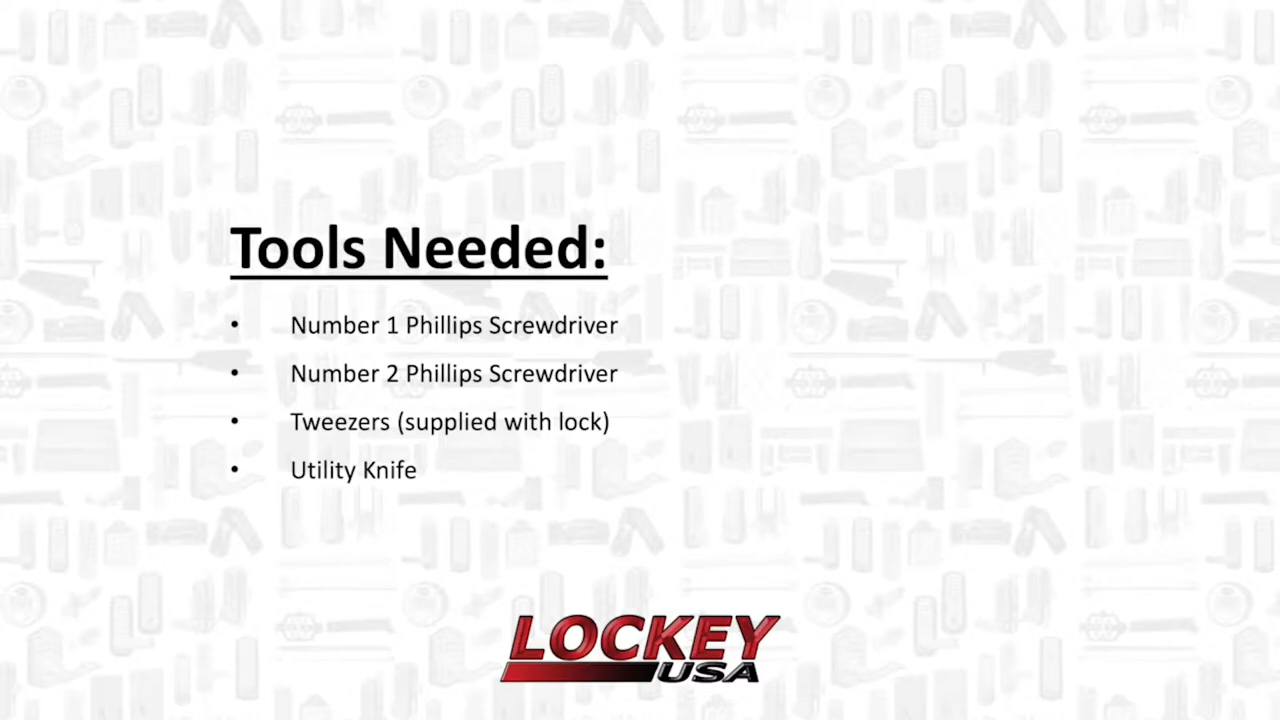 Tools Needed:
• Number 1 Phillips Screwdriver
• Number 2 Phillips Screwdriver
• Tweezers (supplied with lock)
• Utility Knife
LOCKEY
USA